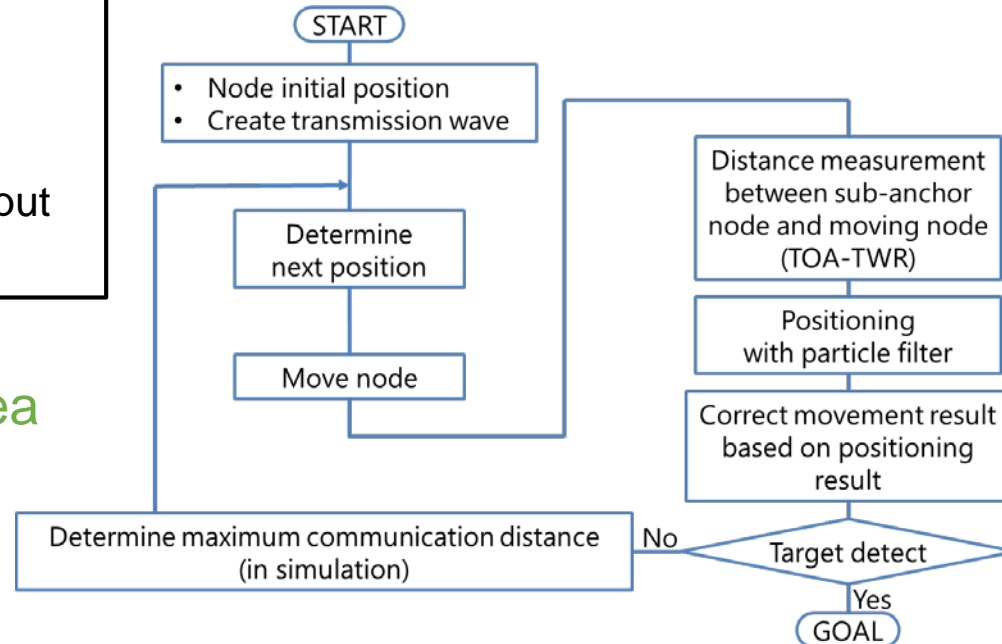 START
• Node initial position
• Create transmission wave
Determine
next position
Move node
Distance measurement
between sub-anchor
node and moving node
(TOA-TWR)
Positioning
with particle filter
Correct movement result
based on positioning
result
Target detect
No
Determine maximum communication distance
(in simulation)
Yes
GOAL